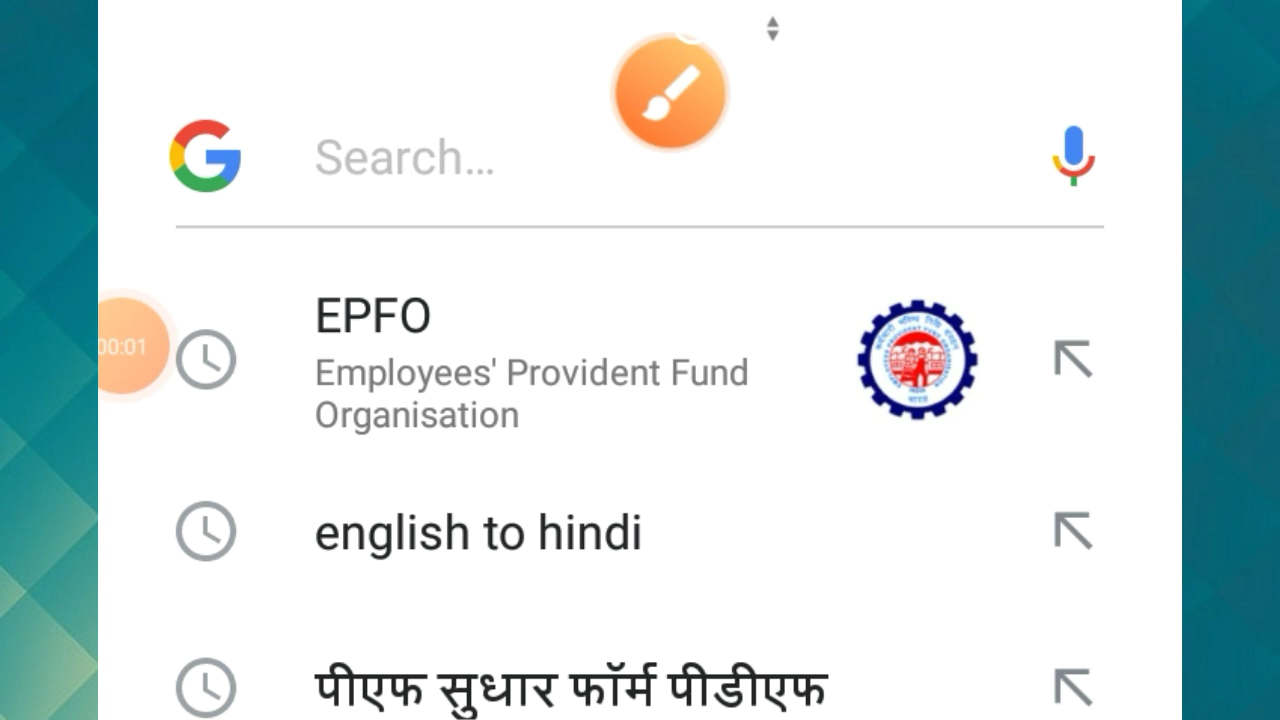 Search...
00:01
EPFO
Employees' Provident Fund
Organisation
english to hindi
पीएफ सुधार फॉर्म पीडीएफ